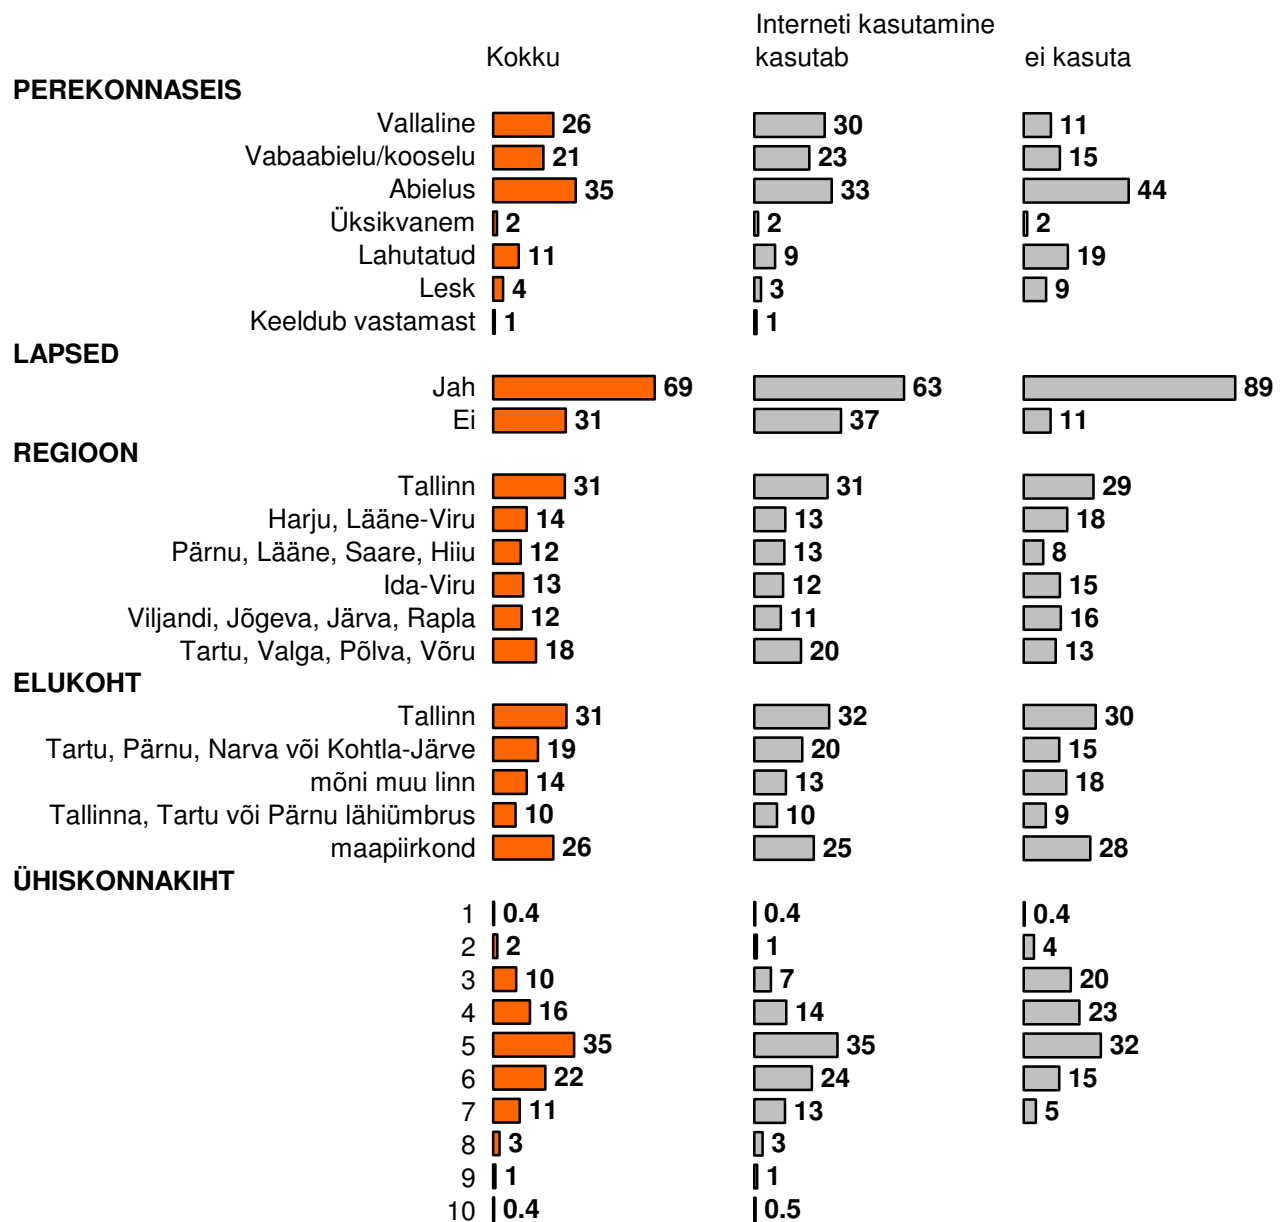 Interneti kasutamine
Kokku kasutab ei kasuta
PEREKONNASEIS
Vallaline 26 30 11
Vabaabielu/kooselu 21 23 15
Abielus 35 33 44
Üksikvanem 2 2 2
Lahutatud 11 9 19
Lesk 4 3 9
Keeldub vastamast 1 1
LAPSED
Jah 69 63 89
Ei 31 37 11
REGIOON
Tallinn 31 31 29
Harju, Lääne-Viru 14 13 18
Pärnu, Lääne, Saare, Hiiu 12 13 8
Ida-Viru 13 12 15
Viljandi, Jõgeva, Järva, Rapla 12 11 16
Tartu, Valga, Põlva, Võru 18 20 13
ELUKOHT
Tallinn 31 32 30
Tartu, Pärnu, Narva või Kohtla-Järve 19 20 15
mõni muu linn 14 13 18
Tallinna, Tartu või Pärnu lähiümbrus 10 10 9
maapiirkond 26 25 28
ÜHISKONNAKIHT
1 0.4 0.4 0.4
2 2 1 4
3 10 7 20
4 16 14 23
5 35 35 32
6 22 24 15
7 11 13 5
8 3 3
9 1 1
10 0.4 0.5